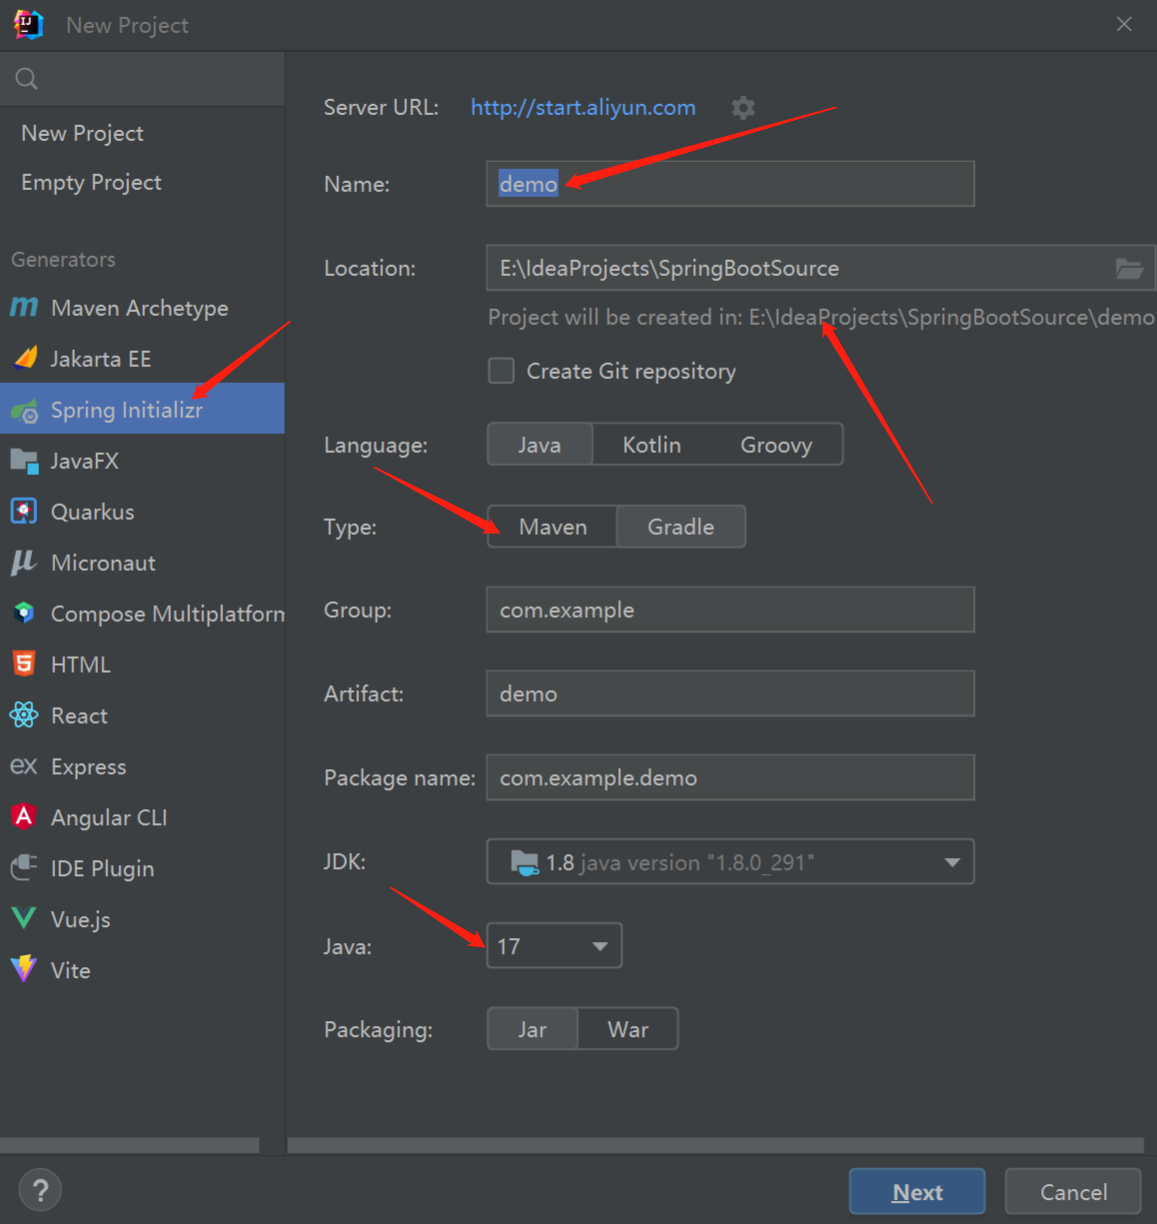 New Project
New Project
Empty Project
Generators
Maven Archetype
Jakarta EE
Spring Initializr
JavaFX
Quarkus
Micronaut
Compose Multiplatform
HTML
React
Express
Angular CLI
IDE Plugin
Vue.js
Vite
Server URL: http://start.aliyun.com
Name: demo
Location: E:\IdeaProjects\SpringBootSource
Project will be created in: E:\IdeaProjects\SpringBootSource\demo
Create Git repository
Language: Java Kotlin Groovy
Type: Maven Gradle
Group: com.example
Artifact: demo
Package name: com.example.demo
JDK: 1.8 java version "1.8.0_291"
Java: 17
Packaging: Jar War
? Next Cancel